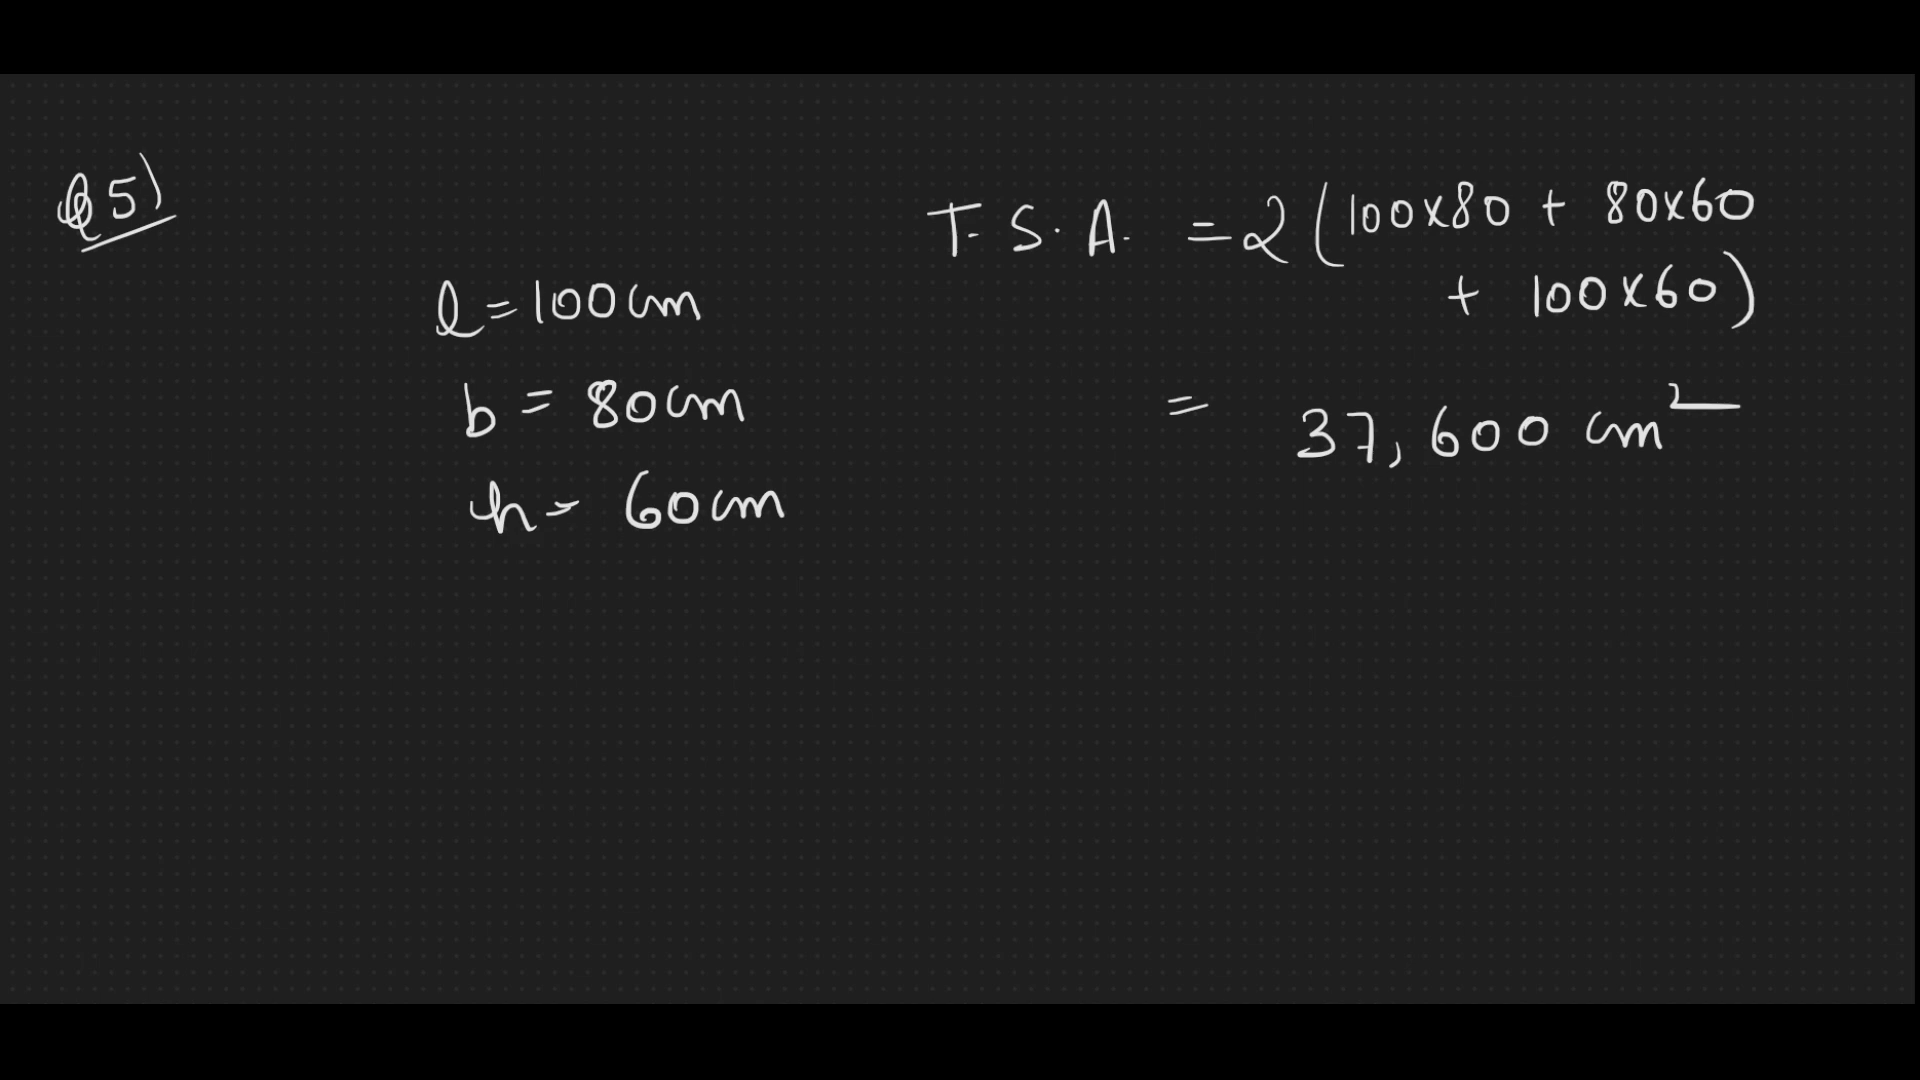 Q5)
l = 100cm
b = 80cm
h = 60cm
T.S.A. = 2(100x80 + 80x60
+ 100x60)
= 37,600 cm²